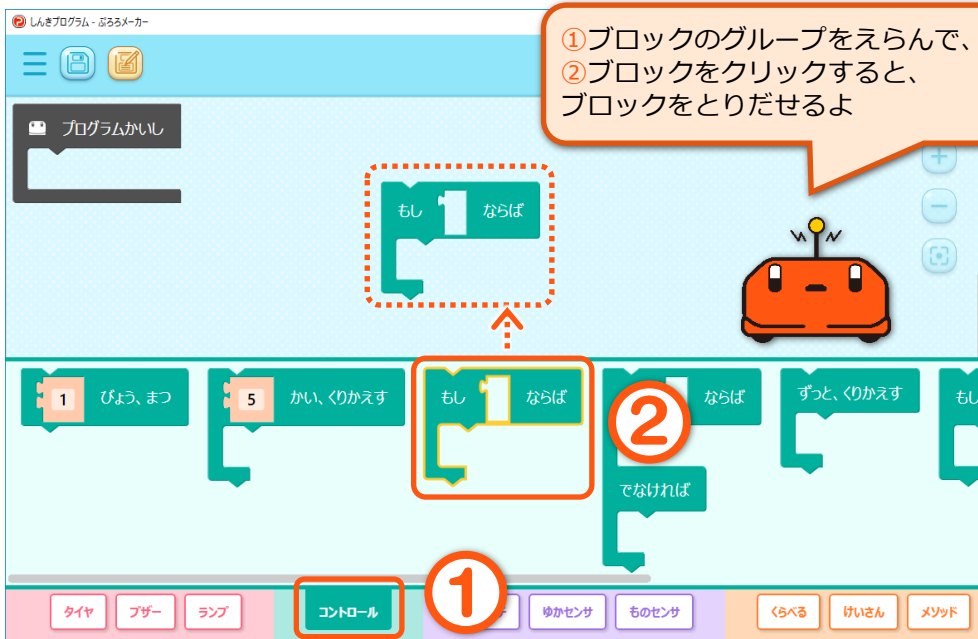 しんきプログラム - ぷろろメーカー
①ブロックのグループをえらんで、
②ブロックをクリックすると、
ブロックをとりだせるよ
プログラムかいし
もし ならば
1 びょう、まつ
5 かい、くりかえす
もし ならば
ならば
でなければ
ずっと、くりかえす
②
①
タイヤ
ブザー
ランプ
コントロール
ゆかセンサ
ものセンサ
くらべる
けいさん
メソッド